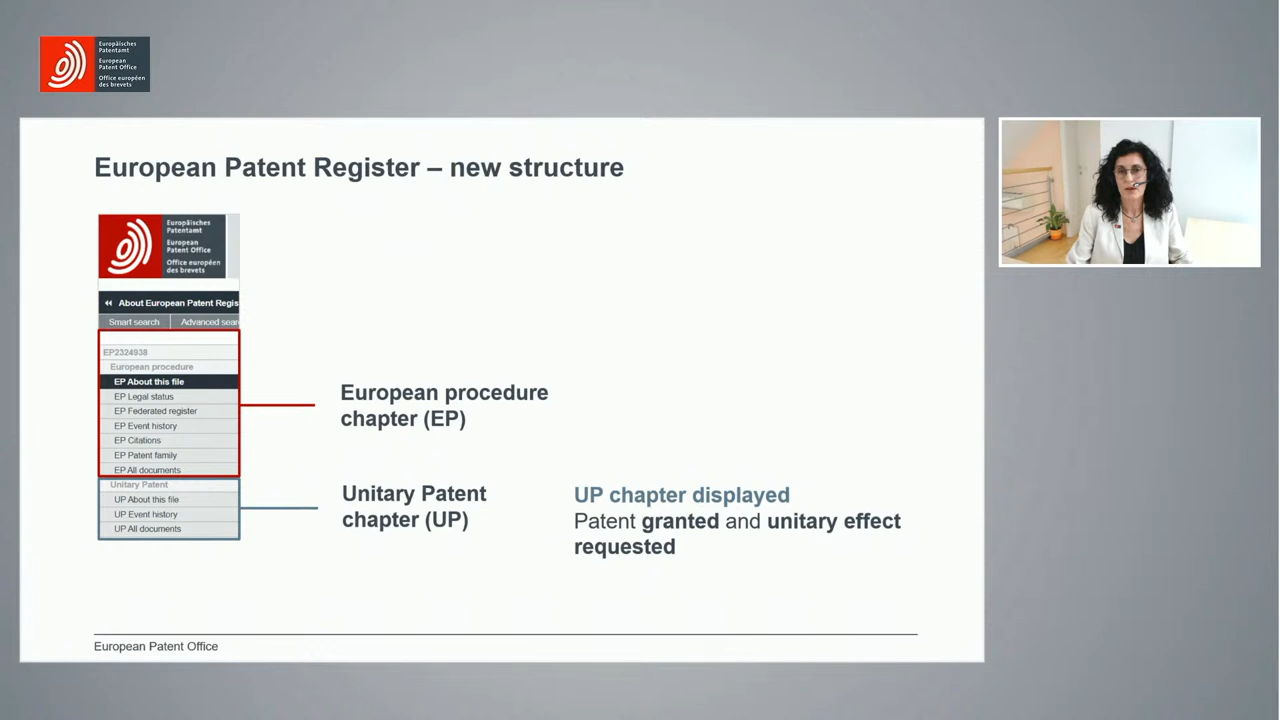 Europäisches
Patentamt
European
Patent Office
Office européen
des brevets
European Patent Register – new structure
Europäisches
Patentamt
European
Patent Office
Office européen
des brevets
About European Patent Regis
Smart search
Advanced sear
EP2324938
European procedure
EP About this file
EP Legal status
EP Federated register
EP Event history
EP Citations
EP Patent family
EP All documents
Unitary Patent
UP About this file
UP Event history
UP All documents
European procedure
chapter (EP)
Unitary Patent
chapter (UP)
UP chapter displayed
Patent granted and unitary effect
requested
European Patent Office